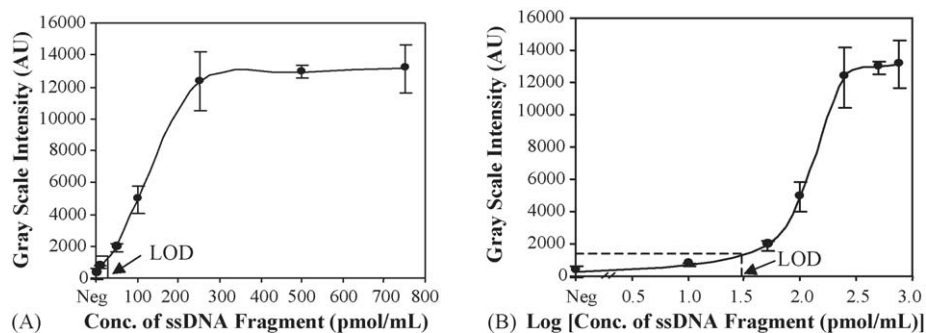 16000
14000
12000
10000
8000
6000
4000
2000
0
Gray Scale Intensity (AU)
LOD
Neg 100 200 300 400 500 600 700 800
(A) Conc. of ssDNA Fragment (pmol/mL)
16000
14000
12000
10000
8000
6000
4000
2000
0
Gray Scale Intensity (AU)
LOD
Neg 0.5 1.0 1.5 2.0 2.5 3.0
(B) Log [Conc. of ssDNA Fragment (pmol/mL)]